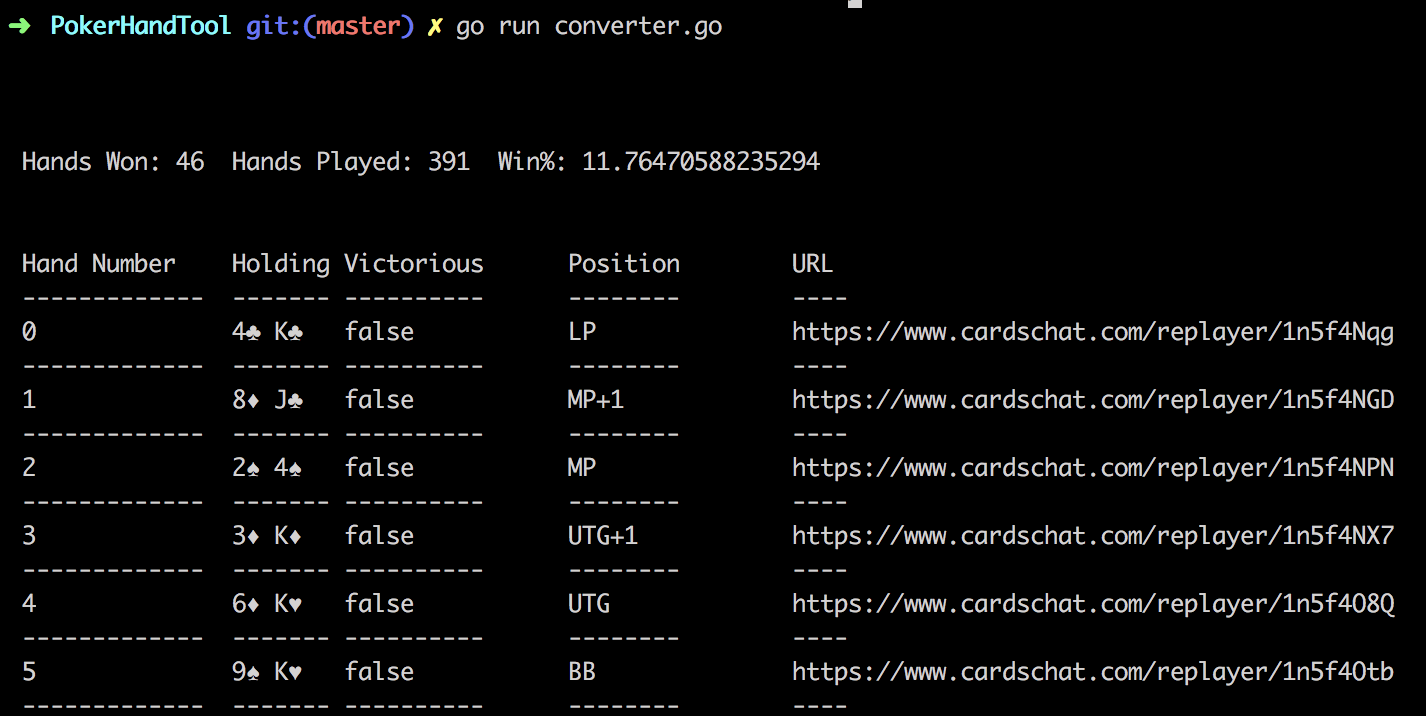 ➜ PokerHandTool git:(master) ✗ go run converter.go
Hands Won: 46 Hands Played: 391 Win%: 11.76470588235294
Hand Number Holding Victorious Position URL
------------- ------- ---------- -------- ----
0 4♣ K♣ false LP https://www.cardschat.com/replayer/1n5f4Nqg
------------- ------- ---------- -------- ----
1 8♦ J♣ false MP+1 https://www.cardschat.com/replayer/1n5f4NGD
------------- ------- ---------- -------- ----
2 2♠ 4♠ false MP https://www.cardschat.com/replayer/1n5f4NPN
------------- ------- ---------- -------- ----
3 3♦ K♦ false UTG+1 https://www.cardschat.com/replayer/1n5f4NX7
------------- ------- ---------- -------- ----
4 6♦ K♥ false UTG https://www.cardschat.com/replayer/1n5f4O8Q
------------- ------- ---------- -------- ----
5 9♠ K♥ false BB https://www.cardschat.com/replayer/1n5f4Otb
------------- ------- ---------- -------- ----